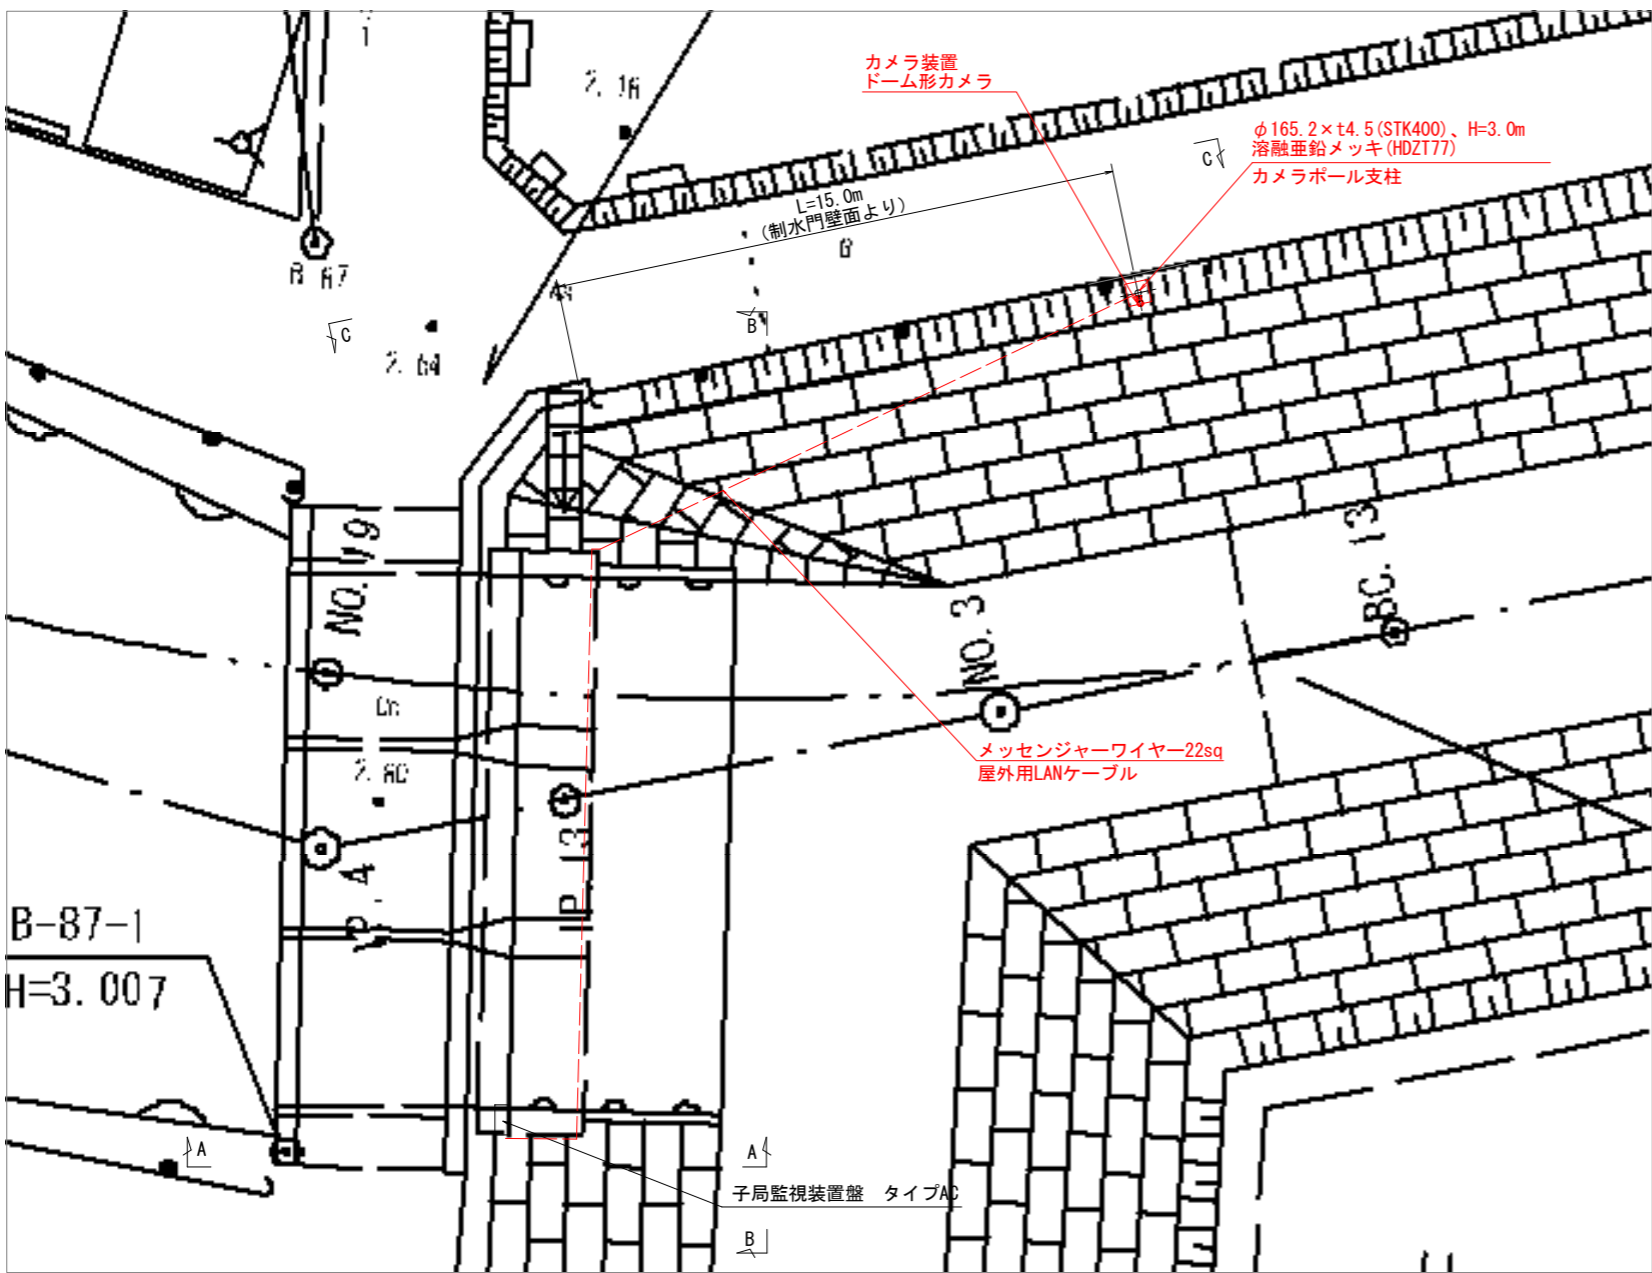 カメラ装置
ドーム形カメラ
φ165.2×t4.5(STK400)、H=3.0m
溶融亜鉛メッキ(HDZT77)
カメラポール支柱
C
L=15.0m
(制水門壁面より)
2.16
B
C
2.64
NO.
NO. 3
BC. 13
メッセンジャーワイヤー22sq
屋外用LANケーブル
IP. 13
B-87-1
H=3.007
A
A
子局監視装置盤　タイプAC
B